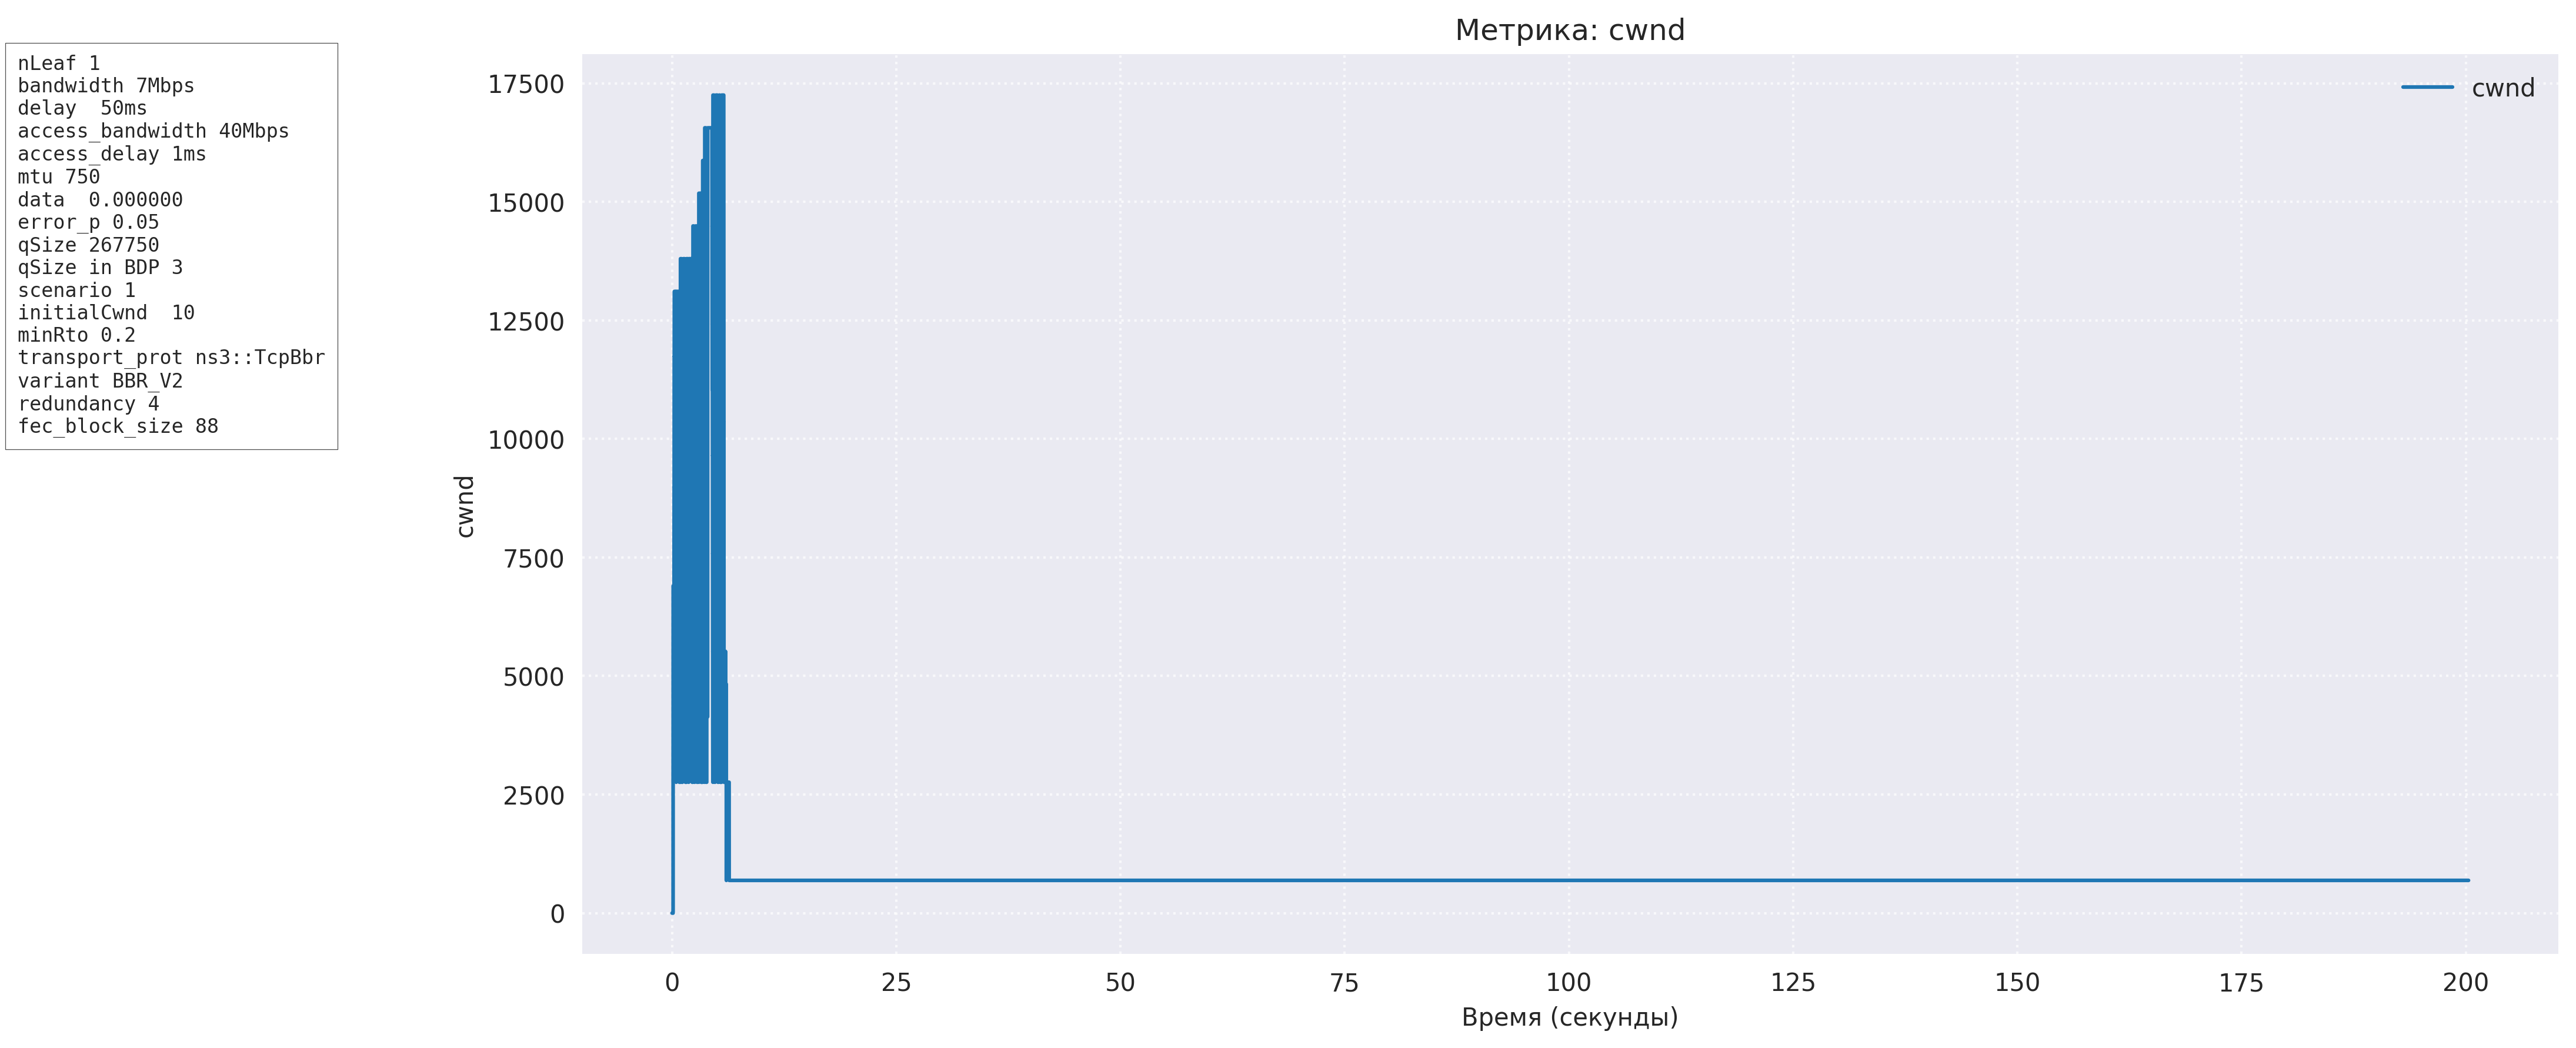 Метрика: cwnd
nLeaf 1
bandwidth 7Mbps
delay  50ms
access_bandwidth 40Mbps
access_delay 1ms
mtu 750
data  0.000000
error_p 0.05
qSize 267750
qSize in BDP 3
scenario 1
initialCwnd  10
minRto 0.2
transport_prot ns3::TcpBbr
variant BBR_V2
redundancy 4
fec_block_size 88
cwnd
17500
15000
12500
10000
7500
5000
2500
0
cwnd
0 25 50 75 100 125 150 175 200
Время (секунды)